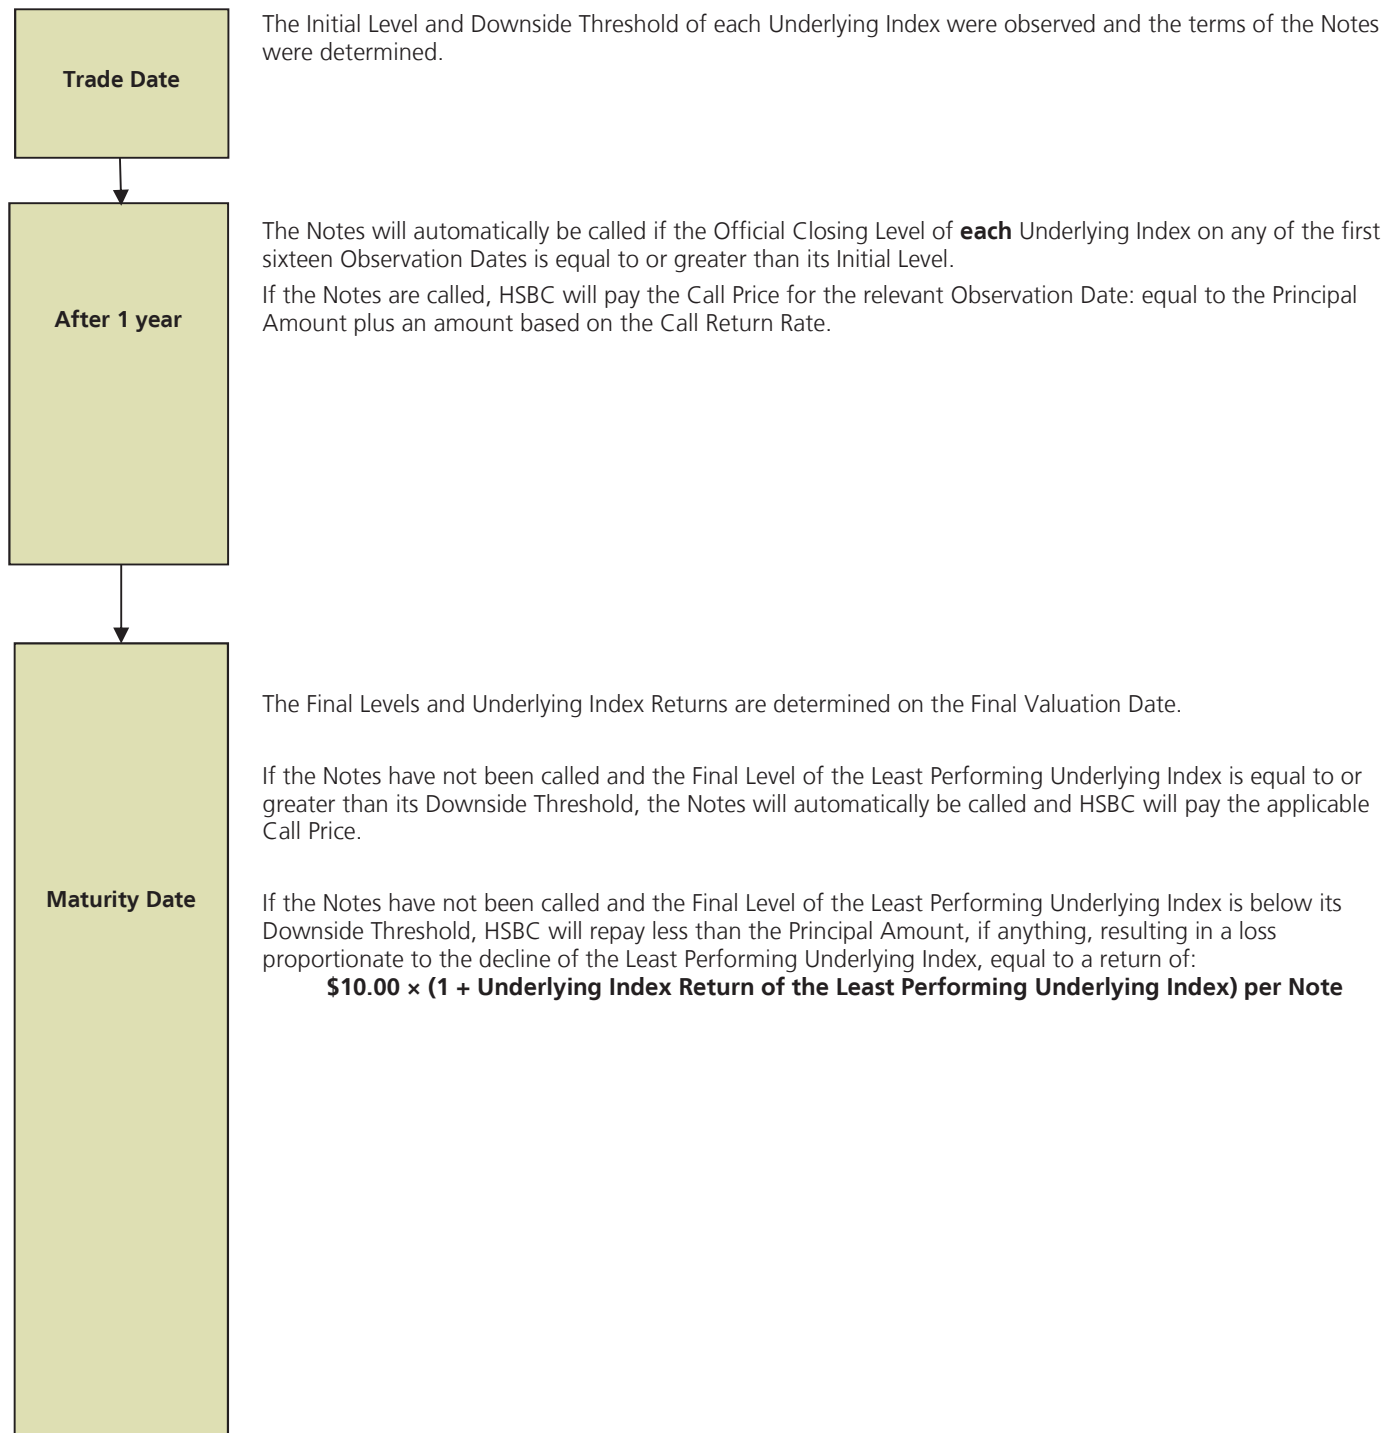 Trade Date
The Initial Level and Downside Threshold of each Underlying Index were observed and the terms of the Notes
were determined.
After 1 year
The Notes will automatically be called if the Official Closing Level of each Underlying Index on any of the first
sixteen Observation Dates is equal to or greater than its Initial Level.
If the Notes are called, HSBC will pay the Call Price for the relevant Observation Date: equal to the Principal
Amount plus an amount based on the Call Return Rate.
Maturity Date
The Final Levels and Underlying Index Returns are determined on the Final Valuation Date.
If the Notes have not been called and the Final Level of the Least Performing Underlying Index is equal to or
greater than its Downside Threshold, the Notes will automatically be called and HSBC will pay the applicable
Call Price.
If the Notes have not been called and the Final Level of the Least Performing Underlying Index is below its
Downside Threshold, HSBC will repay less than the Principal Amount, if anything, resulting in a loss
proportionate to the decline of the Least Performing Underlying Index, equal to a return of:
$10.00 × (1 + Underlying Index Return of the Least Performing Underlying Index) per Note